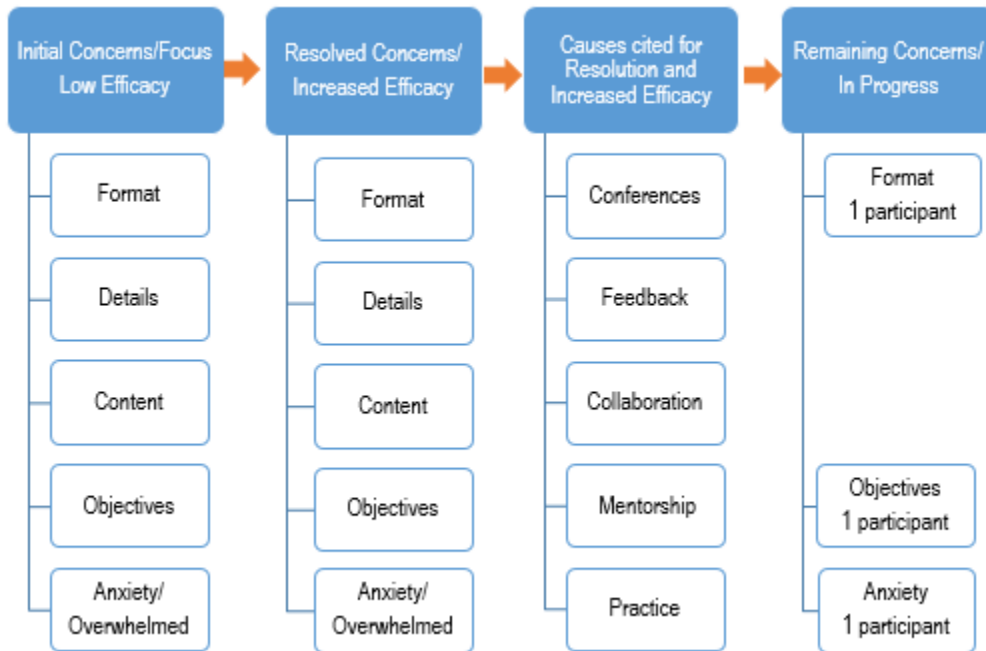 Initial Concerns/Focus
Low Efficacy
Format
Details
Content
Objectives
Anxiety/
Overwhelmed
Resolved Concerns/
Increased Efficacy
Format
Details
Content
Objectives
Anxiety/
Overwhelmed
Causes cited for
Resolution and
Increased Efficacy
Conferences
Feedback
Collaboration
Mentorship
Practice
Remaining Concerns/
In Progress
Format
1 participant
Objectives
1 participant
Anxiety
1 participant